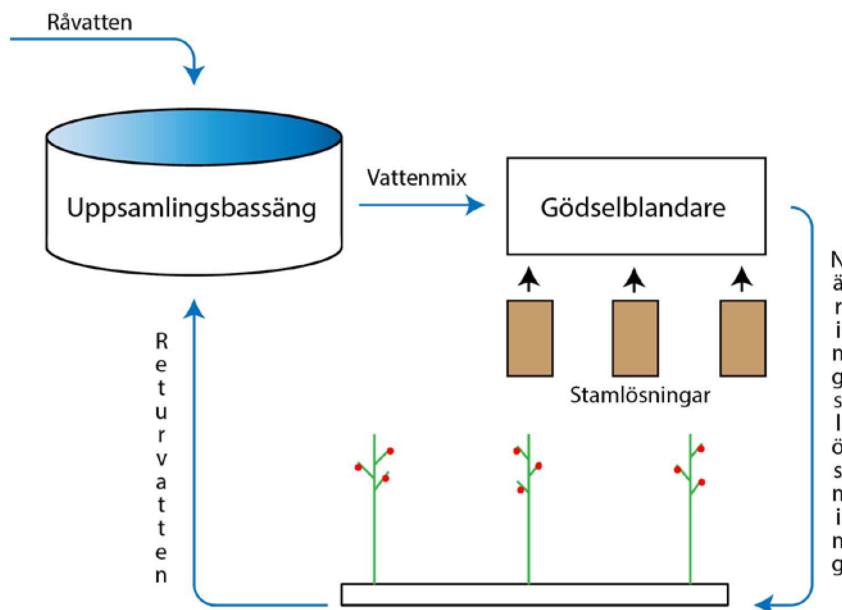 Råvatten
Uppsamlingsbassäng
Vattenmix
Gödselblandare
Stamlösningar
Näringslösning
Returvatten